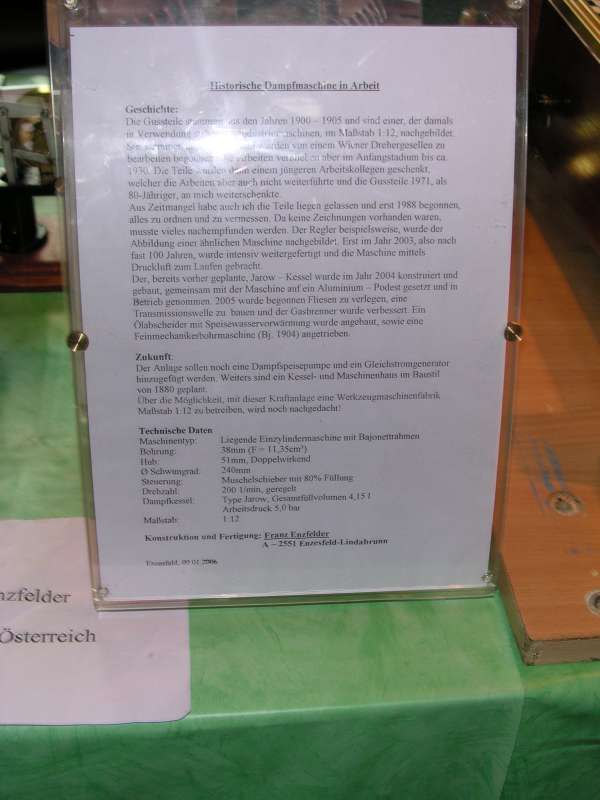 Historische Dampfmaschine in Arbeit
Geschichte:
Die Gussteile stammen aus den Jahren 1900 – 1905 und sind einer, der damals
in Verwendung, im Maßstab 1:12, nachgebildet.
wurden von einem Wiener Drehergesellen zu
bearbeiten begonnen. Arbeiten verblieben aber im Anfangstadium bis ca.
1930. Die Teile wurden dann einem jüngeren Arbeitskollegen geschenkt,
welcher die Arbeiten aber auch nicht weiterführte und die Gussteile 1971, als
80-Jähriger, an mich weiterschenkte.
Aus Zeitmangel habe auch ich die Teile liegen gelassen und erst 1988 begonnen,
alles zu ordnen und zu vermessen. Da keine Zeichnungen vorhanden waren,
musste vieles nachempfunden werden. Der Regler beispielsweise, wurde der
Abbildung einer ähnlichen Maschine nachgebildet. Erst im Jahr 2003, also nach
fast 100 Jahren, wurde intensiv weitergefertigt und die Maschine mittels
Druckluft zum Laufen gebracht.
Der, bereits vorher geplante, Jarow – Kessel wurde im Jahr 2004 konstruiert und
gebaut, gemeinsam mit der Maschine auf ein Aluminium – Podest gesetzt und in
Betrieb genommen. 2005 wurde begonnen Fliesen zu verlegen, eine
Transmissionswelle zu bauen und der Gasbrenner wurde verbessert. Ein
Ölabscheider mit Speisewasservorwärmung wurde angebaut, sowie eine
Feinmechanikerbohrmaschine (Bj. 1904) angetrieben.
Zukunft:
Der Anlage sollen noch eine Dampfspeisepumpe und ein Gleichstromgenerator
hinzugefügt werden. Weiters sind ein Kessel- und Maschinenhaus im Baustil
von 1880 geplant.
Über die Möglichkeit, mit dieser Kraftanlage eine Werkzeugmaschinenfabrik
Maßstab 1:12 zu betreiben, wird noch nachgedacht!
Technische Daten
Maschinentyp: Liegende Einzylindermaschine mit Bajonettrahmen
Bohrung: 38mm (F = 11,35cm²)
Hub: 51mm, Doppelwirkend
Ø Schwungrad: 240mm
Steuerung: Muschelschieber mit 80% Füllung
Drehzahl: 200 1/min, geregelt
Dampfkessel: Type Jarow, Gesamtfüllvolumen 4,15 l
Arbeitsdruck 5,0 bar
Maßstab: 1:12
Konstruktion und Fertigung: Franz Enzfelder
A – 2551 Enzesfeld-Lindabrunn
Enzesfeld, 09.01.2006
nzfelder
Österreich